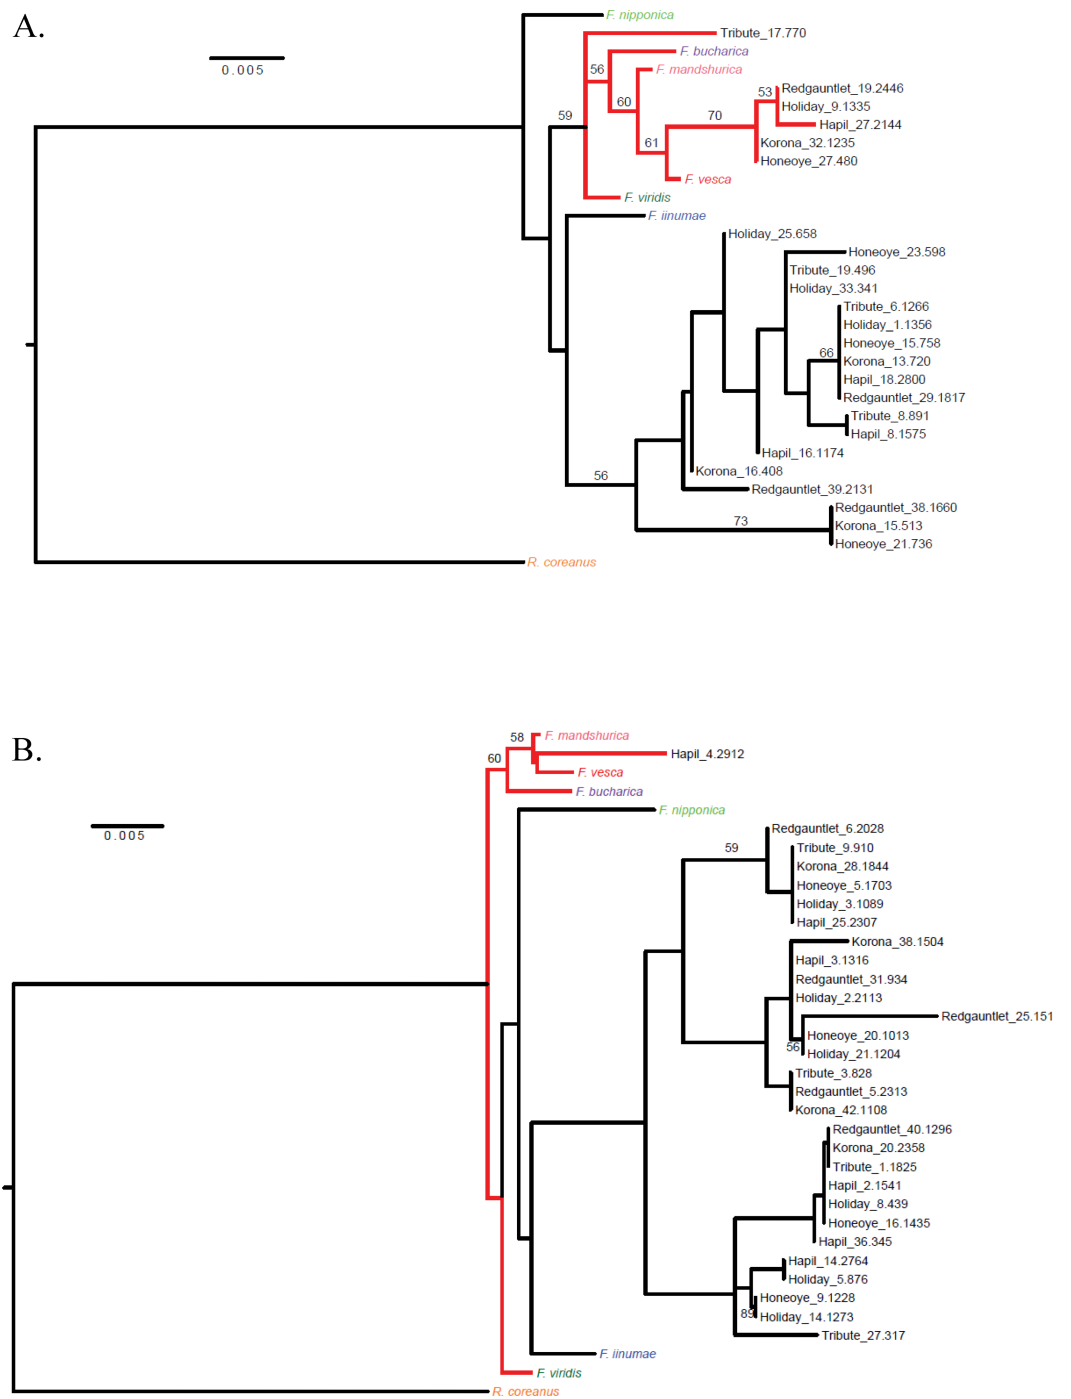 A.
F. nipponica
Tribute_17.770
0.005
F. bucharica
56
F. mandshurica
Redgauntlet_19.2446
53
60
Holiday_9.1335
59
70
Hapil_27.2144
61
Korona_32.1235
Honeoye_27.480
F. vesca
F. viridis
F. iinumae
Holiday_25.658
Honeoye_23.598
Tribute_19.496
Holiday_33.341
Tribute_6.1266
Holiday_1.1356
Honeoye_15.758
66
Korona_13.720
Hapil_18.2800
Redgauntlet_29.1817
Tribute_8.891
Hapil_8.1575
Hapil_16.1174
Korona_16.408
56
Redgauntlet_39.2131
Redgauntlet_38.1660
73
Korona_15.513
Honeoye_21.736
R. coreanus
B.
58
F. mandshurica
60
Hapil_4.2912
F. vesca
F. bucharica
F. nipponica
0.005
Redgauntlet_6.2028
59
Tribute_9.910
Korona_28.1844
Honeoye_5.1703
Holiday_3.1089
Hapil_25.2307
Korona_38.1504
Hapil_3.1316
Redgauntlet_31.934
Holiday_2.2113
Redgauntlet_25.151
Honeoye_20.1013
56
Holiday_21.1204
Tribute_3.828
Redgauntlet_5.2313
Korona_42.1108
Redgauntlet_40.1296
Korona_20.2358
Tribute_1.1825
Hapil_2.1541
Holiday_8.439
Honeoye_16.1435
Hapil_36.345
Hapil_14.2764
Holiday_5.876
Honeoye_9.1228
89
Holiday_14.1273
Tribute_27.317
F. iinumae
F. viridis
R. coreanus